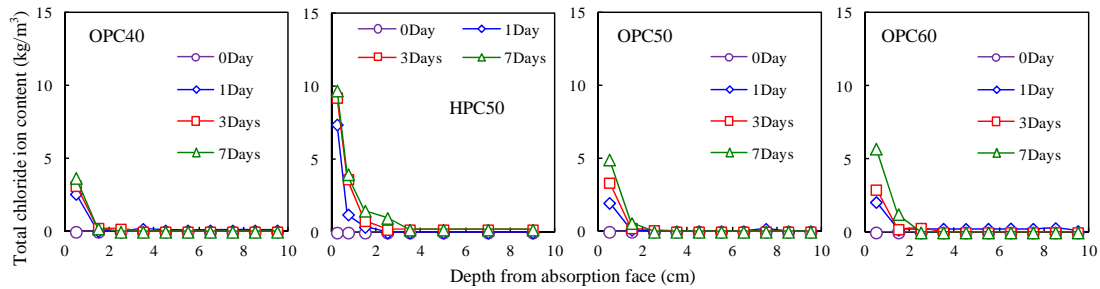 Total chloride ion content (kg/m³)
15
10
5
0
OPC40
0Day
1Day
3Days
7Days
0 2 4 6 8 10
15
10
5
0
0Day 1Day
3Days 7Days
HPC50
0 2 4 6 8 10
15
10
5
0
OPC50
0Day
1Day
3Days
7Days
0 2 4 6 8 10
15
10
5
0
OPC60
0Day
1Day
3Days
7Days
0 2 4 6 8 10
Depth from absorption face (cm)